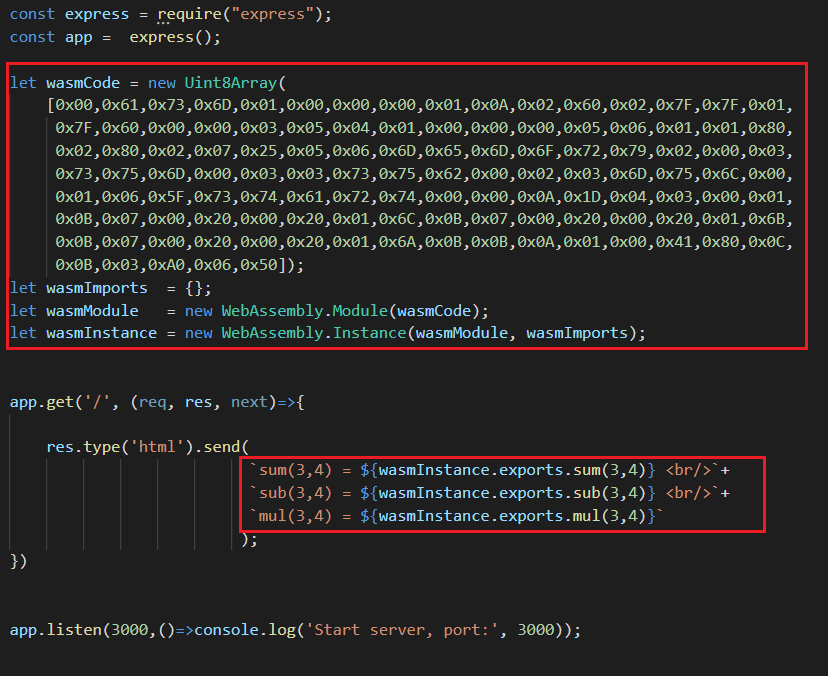 const express = require("express");
const app =  express();
let wasmCode = new Uint8Array(
[0x00,0x61,0x73,0x6D,0x01,0x00,0x00,0x00,0x01,0x0A,0x02,0x60,0x02,0x7F,0x7F,0x01,
0x7F,0x60,0x00,0x00,0x03,0x05,0x04,0x01,0x00,0x00,0x00,0x05,0x06,0x01,0x01,0x80,
0x02,0x80,0x02,0x07,0x25,0x05,0x06,0x6D,0x65,0x6D,0x6F,0x72,0x79,0x02,0x00,0x03,
0x73,0x75,0x6D,0x00,0x03,0x03,0x73,0x75,0x62,0x00,0x02,0x03,0x6D,0x75,0x6C,0x00,
0x01,0x06,0x5F,0x73,0x74,0x61,0x72,0x74,0x00,0x00,0x0A,0x1D,0x04,0x03,0x00,0x01,
0x0B,0x07,0x00,0x20,0x00,0x20,0x01,0x6C,0x0B,0x07,0x00,0x20,0x00,0x20,0x01,0x6B,
0x0B,0x07,0x00,0x20,0x00,0x20,0x01,0x6A,0x0B,0x0B,0x0A,0x01,0x00,0x41,0x80,0x0C,
0x0B,0x03,0xA0,0x06,0x50]);
let wasmImports  = {};
let wasmModule   = new WebAssembly.Module(wasmCode);
let wasmInstance = new WebAssembly.Instance(wasmModule, wasmImports);
app.get('/', (req, res, next)=>{
res.type('html').send(
`sum(3,4) = ${wasmInstance.exports.sum(3,4)} <br/>`+
`sub(3,4) = ${wasmInstance.exports.sub(3,4)} <br/>`+
`mul(3,4) = ${wasmInstance.exports.mul(3,4)}`
);
})
app.listen(3000,()=>console.log('Start server, port:', 3000));